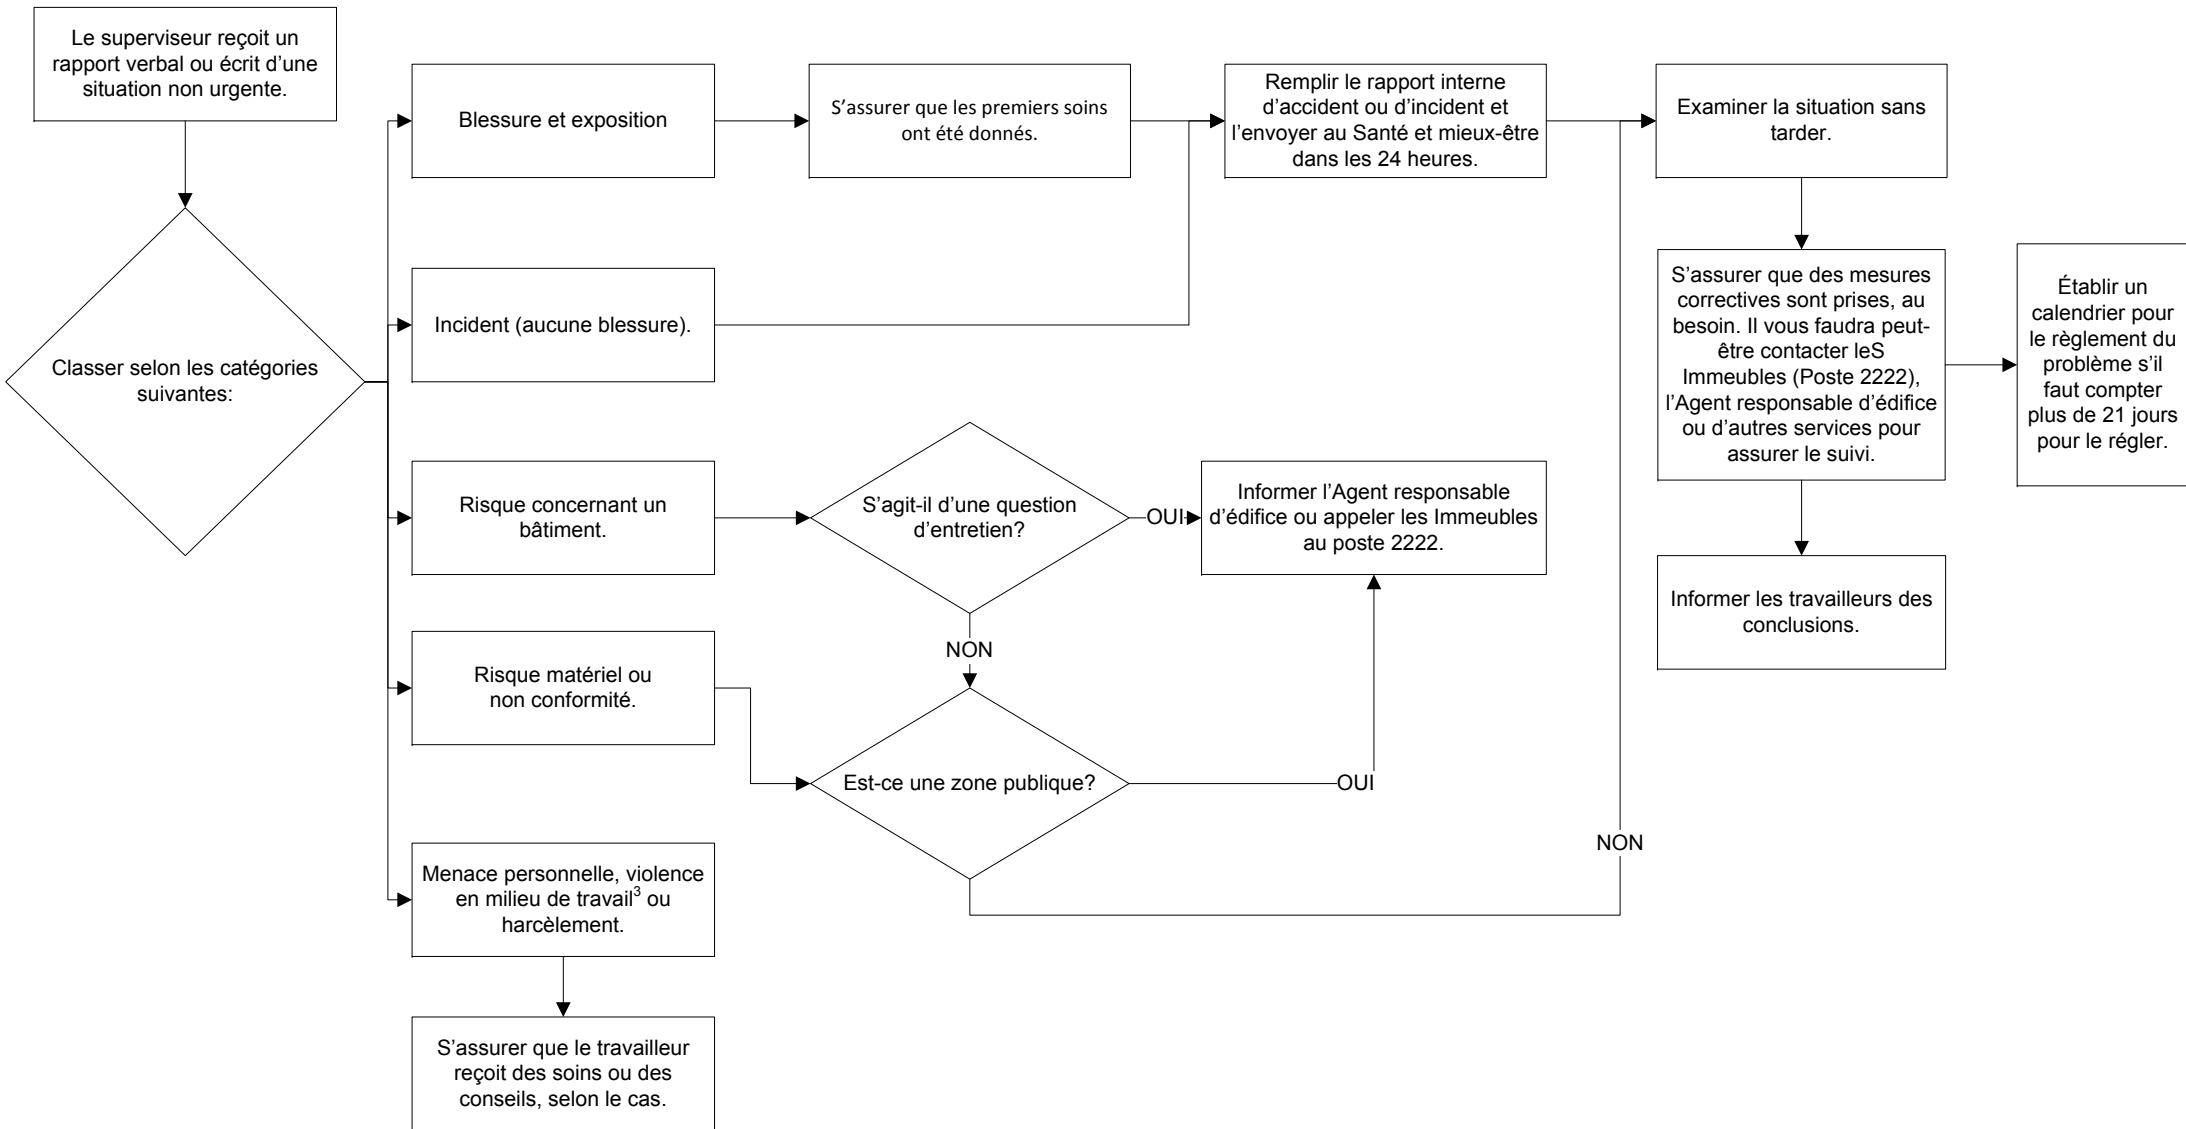 Le superviseur reçoit un
rapport verbal ou écrit d’une
situation non urgente.
Classer selon les catégories
suivantes:
Blessure et exposition
S’assurer que les premiers soins
ont été donnés.
Remplir le rapport interne
d’accident ou d’incident et
l’envoyer au Santé et mieux-être
dans les 24 heures.
Examiner la situation sans
tarder.
Incident (aucune blessure).
S’assurer que des mesures
correctives sont prises, au
besoin. Il vous faudra peut-
être contacter leS
Immeubles (Poste 2222),
l’Agent responsable d’édifice
ou d’autres services pour
assurer le suivi.
Établir un
calendrier pour
le règlement du
problème s’il
faut compter
plus de 21 jours
pour le régler.
Risque concernant un
bâtiment.
S’agit-il d’une question
d’entretien?
OUI
Informer l’Agent responsable
d’édifice ou appeler les Immeubles
au poste 2222.
Informer les travailleurs des
conclusions.
NON
Risque matériel ou
non conformité.
Est-ce une zone publique?
OUI
NON
Menace personnelle, violence
en milieu de travail³ ou
harcèlement.
S’assurer que le travailleur
reçoit des soins ou des
conseils, selon le cas.